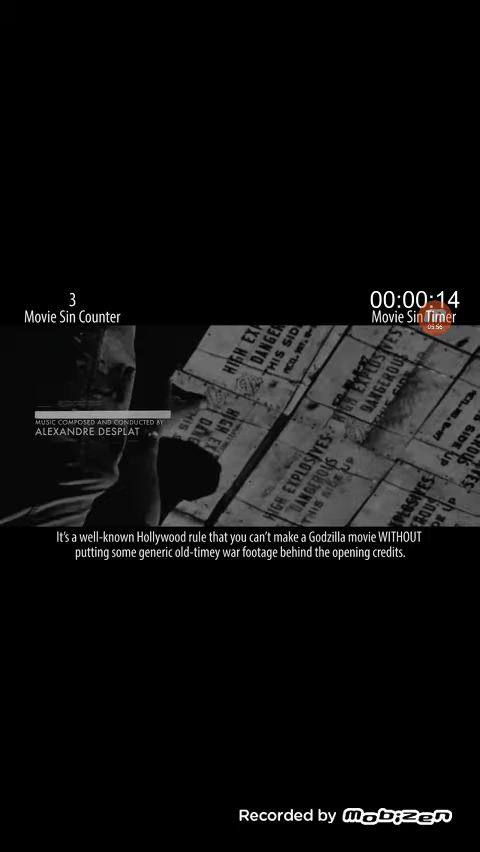 3
00:00:14
Movie Sin Counter
Movie Sin Timer
05:56
MUSIC COMPOSED AND CONDUCTED BY
ALEXANDRE DESPLAT
HIGH EXPLOSIVES
DANGEROUS
It's a well-known Hollywood rule that you can't make a Godzilla movie WITHOUT
putting some generic old-timey war footage behind the opening credits.
Recorded by Mobizen